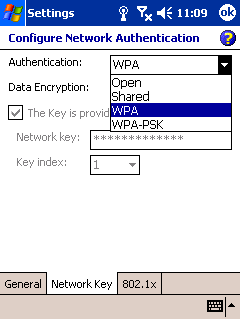 Settings 11:09 ok
Configure Network Authentication ?
Authentication: WPA
Open
Data Encryption:
Shared
WPA
The Key is provid
WPA-PSK
Network key: *************
Key index: 1
General Network Key 802.1x